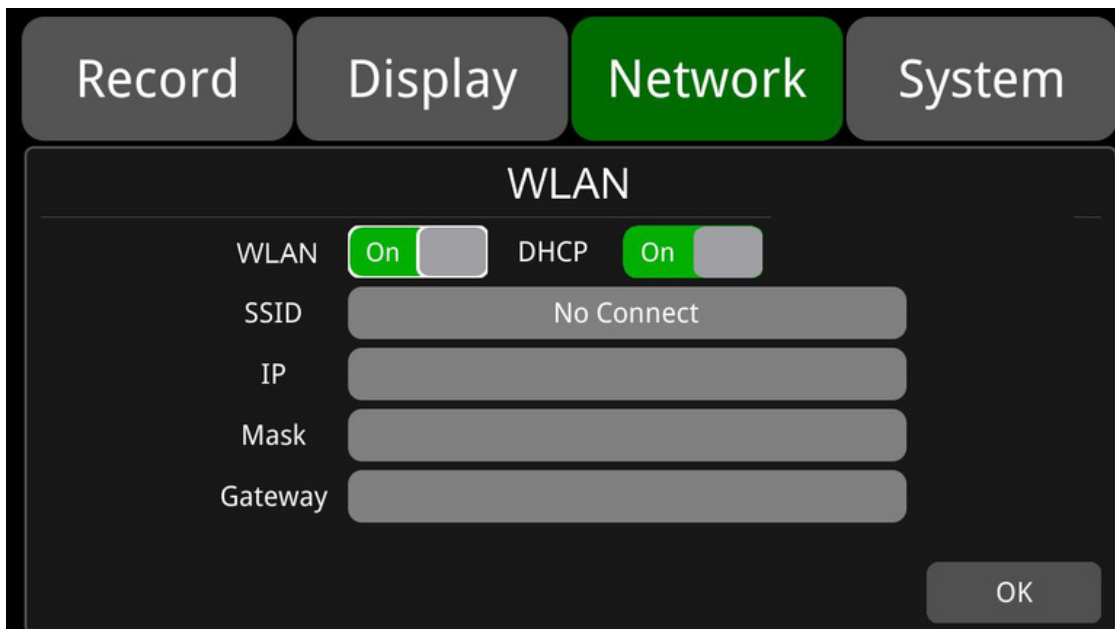 Record Display Network System
WLAN
WLAN On DHCP On
SSID No Connect
IP
Mask
Gateway
OK